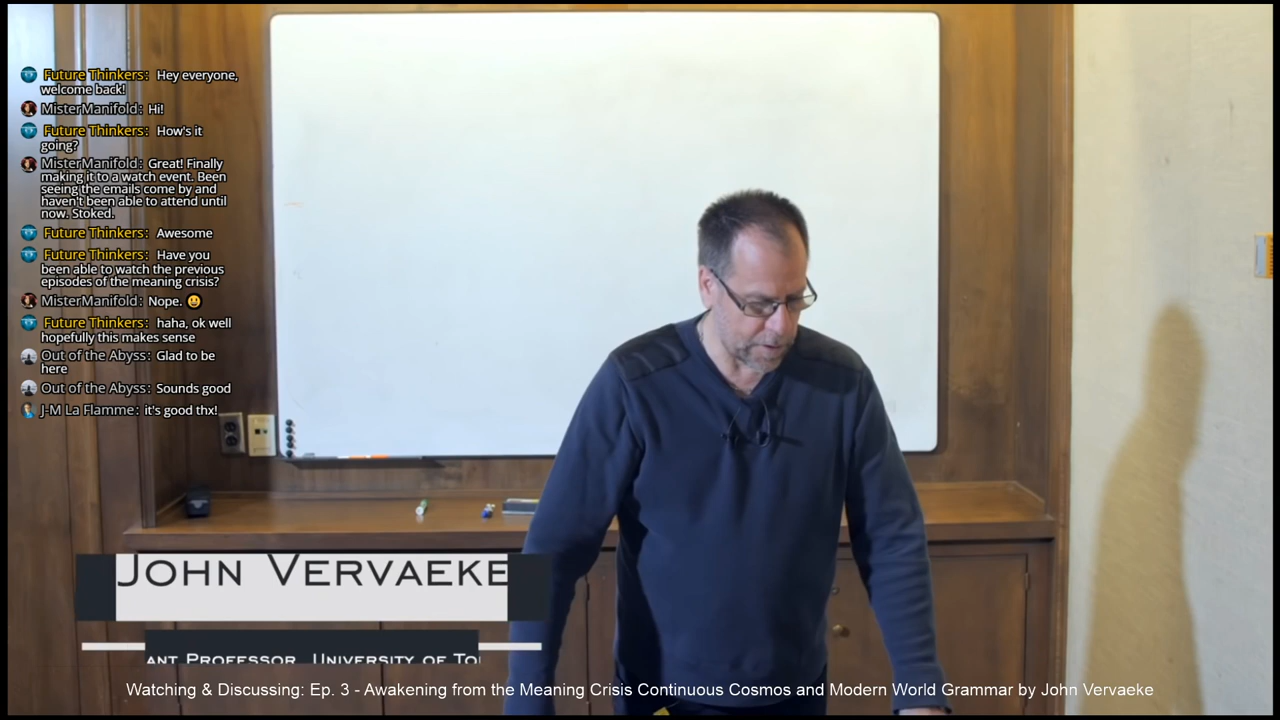 Future Thinkers: Hey everyone,
welcome back!
MisterManifold: Hi!
Future Thinkers: How's it
going?
MisterManifold: Great! Finally
making it to a watch event. Been
seeing the emails come by and
haven't been able to attend until
now. Stoked.
Future Thinkers: Awesome
Future Thinkers: Have you
been able to watch the previous
episodes of the meaning crisis?
MisterManifold: Nope. 😃
Future Thinkers: haha, ok well
hopefully this makes sense
Out of the Abyss: Glad to be
here
Out of the Abyss: Sounds good
J-M La Flamme: it's good thx!
John Vervaeke
ant Professor, University of To
Watching & Discussing: Ep. 3 - Awakening from the Meaning Crisis Continuous Cosmos and Modern World Grammar by John Vervaeke